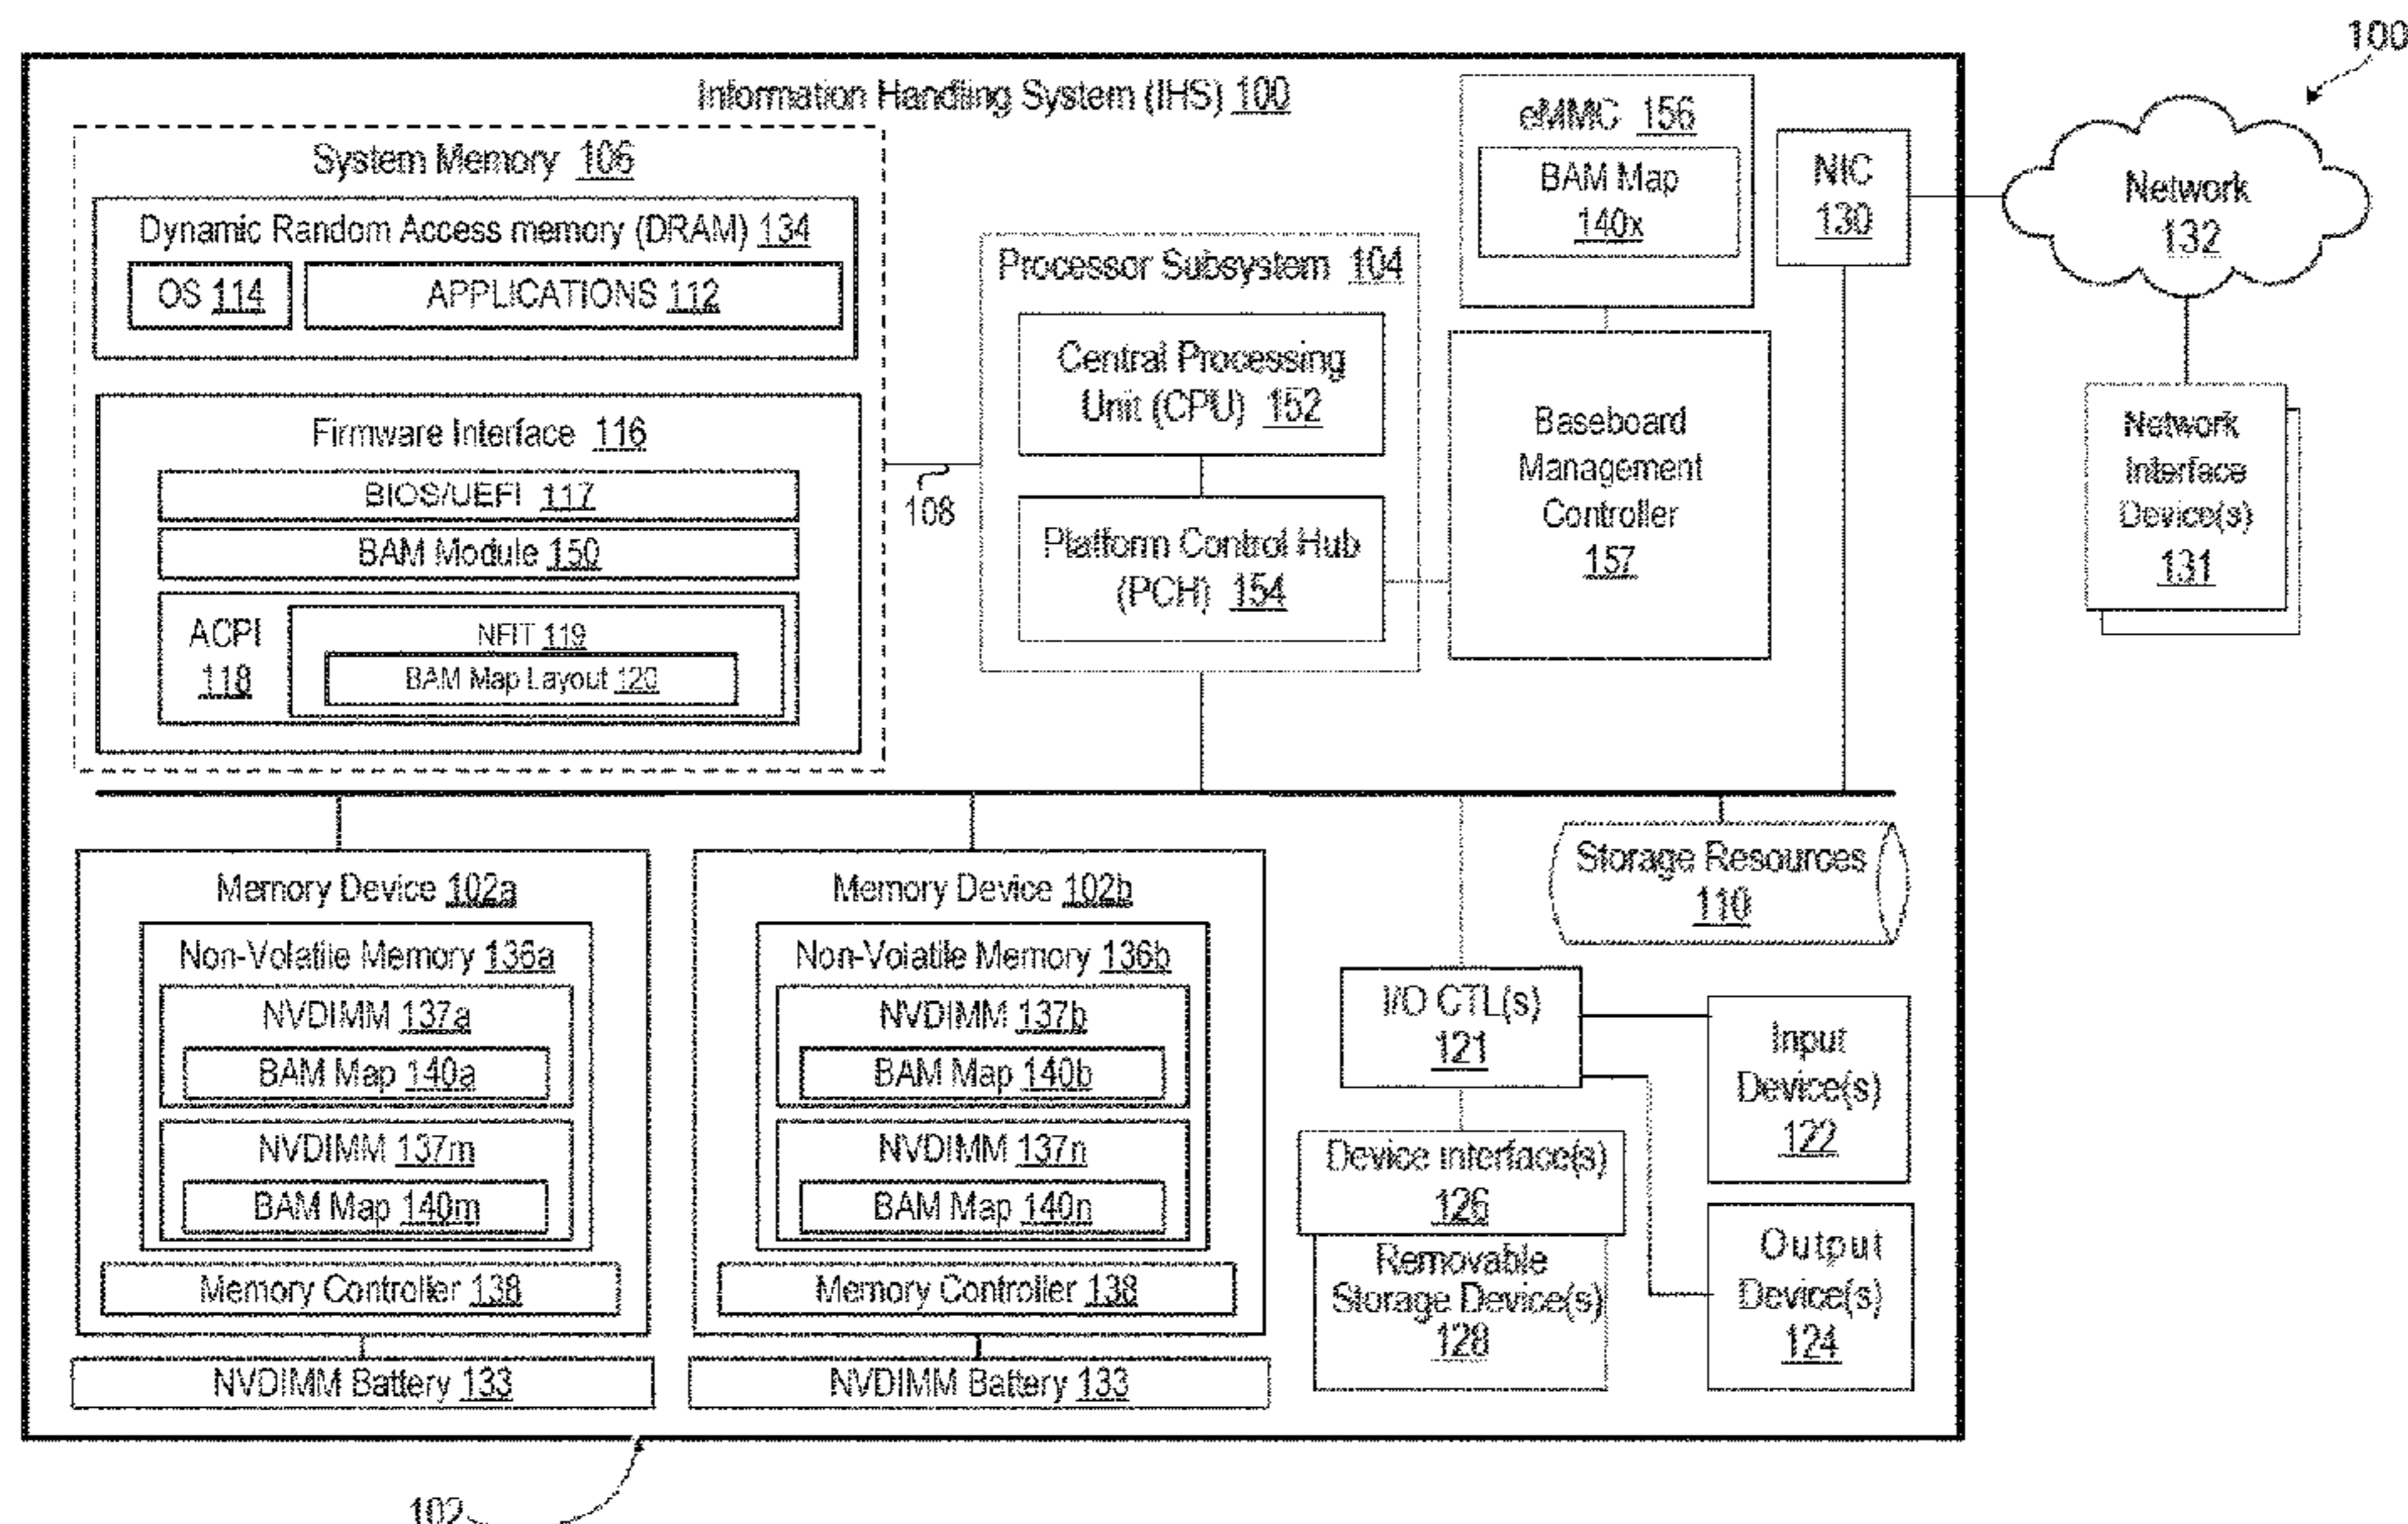 100
Information Handling System (IHS) 100
System Memory 106
Dynamic Random Access memory (DRAM) 134
OS 114
APPLICATIONS 112
Firmware Interface 116
BIOS/UEFI 117
BAM Module 150
ACPI
118
NFIT 119
BAM Map Layout 120
108
Processor Subsystem 104
Central Processing
Unit (CPU) 152
Platform Control Hub
(PCH) 154
eMMC 156
BAM Map
140x
Baseboard
Management
Controller
157
NIC
130
Network
132
Network
Interface
Device(s)
131
Memory Device 102a
Non-Volatile Memory 136a
NVDIMM 137a
BAM Map 140a
NVDIMM 137m
BAM Map 140m
Memory Controller 138
NVDIMM Battery 133
Memory Device 102b
Non-Volatile Memory 136b
NVDIMM 137b
BAM Map 140b
NVDIMM 137n
BAM Map 140n
Memory Controller 138
NVDIMM Battery 133
Storage Resources
110
I/O CTL(s)
121
Input
Device(s)
122
Device interface(s)
126
Removable
Storage Device(s)
128
Output
Device(s)
124
102